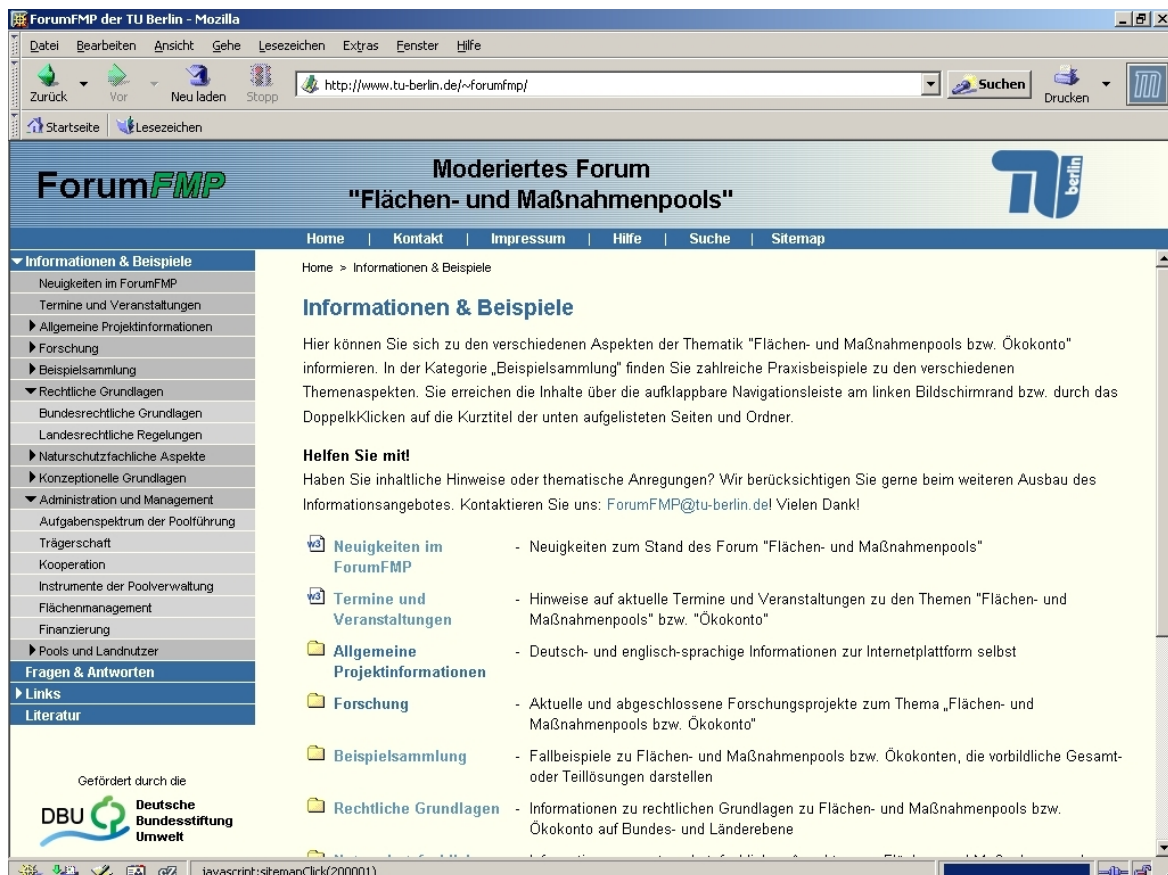 ForumFMP der TU Berlin - Mozilla
Datei Bearbeiten Ansicht Gehe Lesezeichen Extras Fenster Hilfe
Zurück Vor Neu laden Stopp http://www.tu-berlin.de/~forumfmp/ Suchen Drucken
Startseite Lesezeichen
ForumFMP
Moderiertes Forum
"Flächen- und Maßnahmenpools"
TU berlin
Home | Kontakt | Impressum | Hilfe | Suche | Sitemap
Informationen & Beispiele
Neuigkeiten im ForumFMP
Termine und Veranstaltungen
Allgemeine Projektinformationen
Forschung
Beispielsammlung
Rechtliche Grundlagen
Bundesrechtliche Grundlagen
Landesrechtliche Regelungen
Naturschutzfachliche Aspekte
Konzeptionelle Grundlagen
Administration und Management
Aufgabenspektrum der Poolführung
Trägerschaft
Kooperation
Instrumente der Poolverwaltung
Flächenmanagement
Finanzierung
Pools und Landnutzer
Fragen & Antworten
Links
Literatur
Gefördert durch die
DBU
Deutsche
Bundesstiftung
Umwelt
Home > Informationen & Beispiele
Informationen & Beispiele
Hier können Sie sich zu den verschiedenen Aspekten der Thematik "Flächen- und Maßnahmenpools bzw. Ökokonto"
informieren. In der Kategorie „Beispielsammlung" finden Sie zahlreiche Praxisbeispiele zu den verschiedenen
Themenaspekten. Sie erreichen die Inhalte über die aufklappbare Navigationsleiste am linken Bildschirmrand bzw. durch das
DoppelkKlicken auf die Kurztitel der unten aufgelisteten Seiten und Ordner.
Helfen Sie mit!
Haben Sie inhaltliche Hinweise oder thematische Anregungen? Wir berücksichtigen Sie gerne beim weiteren Ausbau des
Informationsangebotes. Kontaktieren Sie uns: ForumFMP@tu-berlin.de! Vielen Dank!
Neuigkeiten im - Neuigkeiten zum Stand des Forum "Flächen- und Maßnahmenpools"
ForumFMP
Termine und - Hinweise auf aktuelle Termine und Veranstaltungen zu den Themen "Flächen- und
Veranstaltungen Maßnahmenpools" bzw. "Ökokonto"
Allgemeine - Deutsch- und englisch-sprachige Informationen zur Internetplattform selbst
Projektinformationen
Forschung - Aktuelle und abgeschlossene Forschungsprojekte zum Thema „Flächen- und
Maßnahmenpools bzw. Ökokonto"
Beispielsammlung - Fallbeispiele zu Flächen- und Maßnahmenpools bzw. Ökokonten, die vorbildliche Gesamt-
oder Teillösungen darstellen
Rechtliche Grundlagen - Informationen zu rechtlichen Grundlagen zu Flächen- und Maßnahmenpools bzw.
Ökokonto auf Bundes- und Länderebene
javascript:sitemapClick(200001)